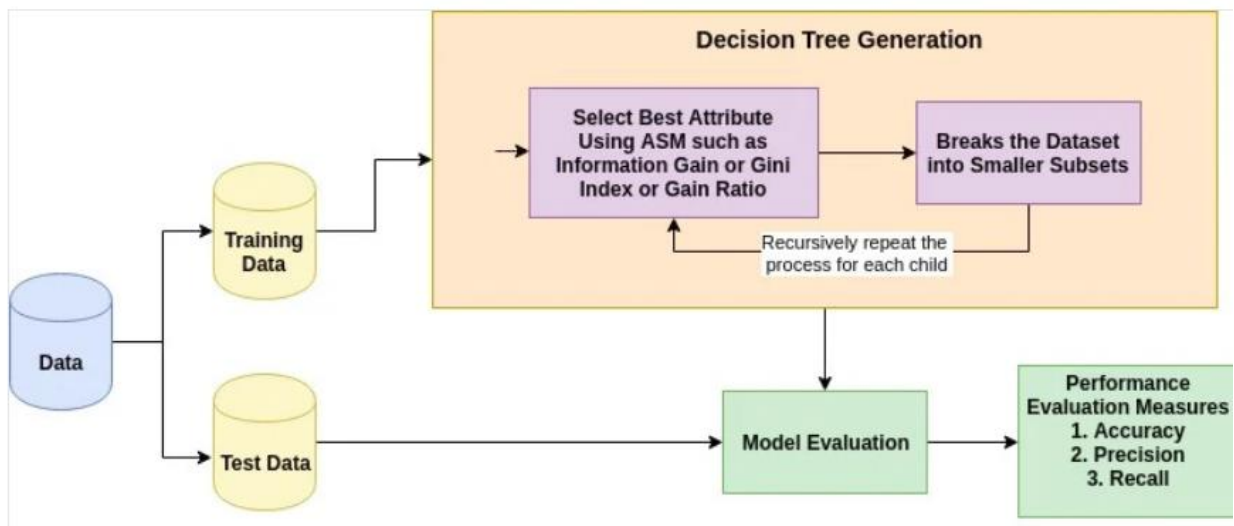 Decision Tree Generation
Select Best Attribute
Using ASM such as
Information Gain or Gini
Index or Gain Ratio
Breaks the Dataset
into Smaller Subsets
Recursively repeat the
process for each child
Training
Data
Data
Test Data
Model Evaluation
Performance
Evaluation Measures
1. Accuracy
2. Precision
3. Recall